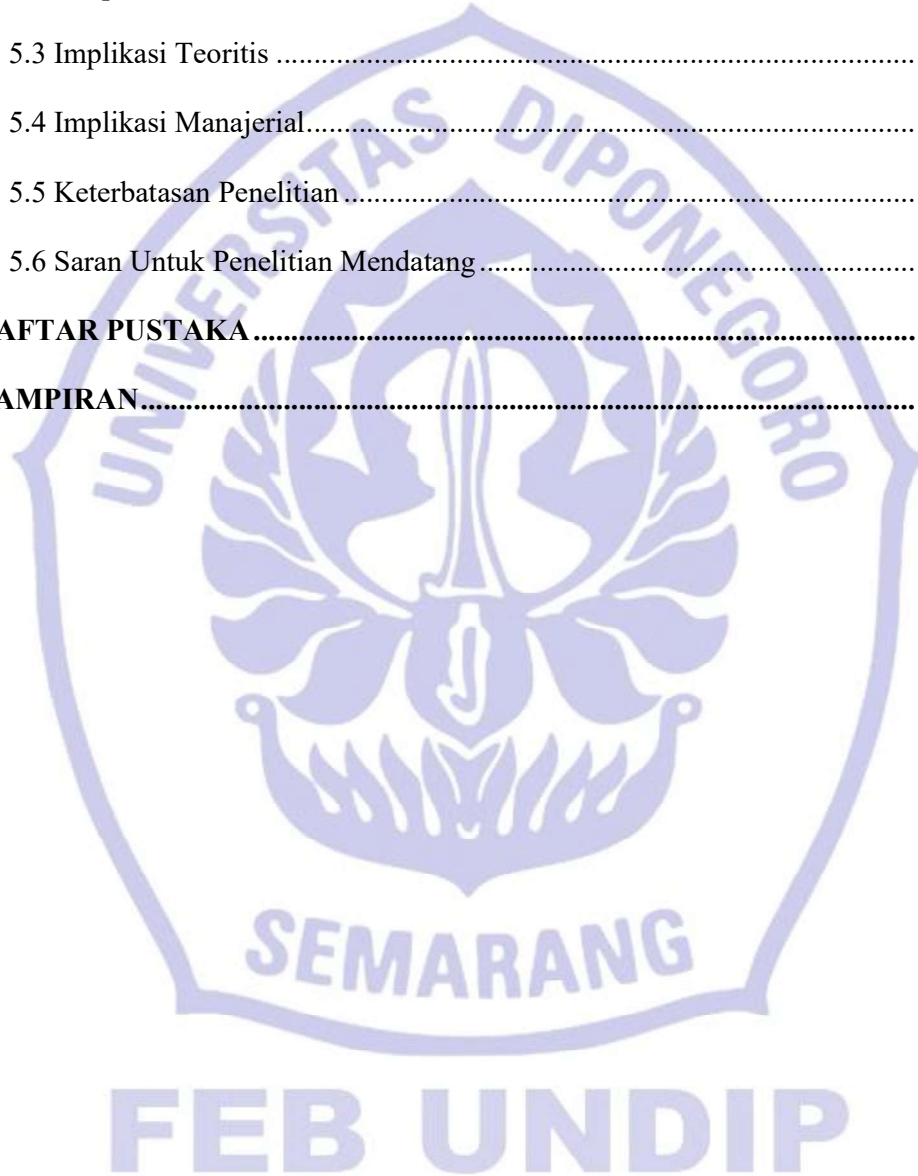 5.3 Implikasi Teoritis ................................................................................
5.4 Implikasi Manajerial............................................................................
5.5 Keterbatasan Penelitian .......................................................................
5.6 Saran Untuk Penelitian Mendatang ......................................................
AFTAR PUSTAKA ...................................................................................
AMPIRAN.................................................................................................
UNIVERSITAS DIPONEGORO
SEMARANG
FEB UNDIP